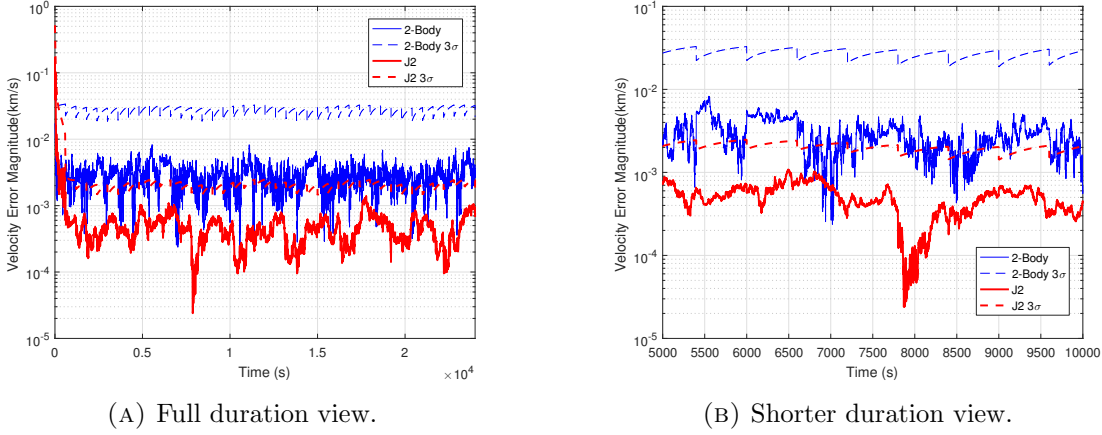 10^0
10^-1
10^-2
10^-3
10^-4
10^-5
Velocity Error Magnitude(km/s)
2-Body
2-Body 3σ
J2
J2 3σ
0 0.5 1 1.5 2
×10^4
Time (s)
(A) Full duration view.
10^-1
10^-2
10^-3
10^-4
10^-5
Velocity Error Magnitude(km/s)
2-Body
2-Body 3σ
J2
J2 3σ
5000 5500 6000 6500 7000 7500 8000 8500 9000 9500 10000
Time (s)
(B) Shorter duration view.